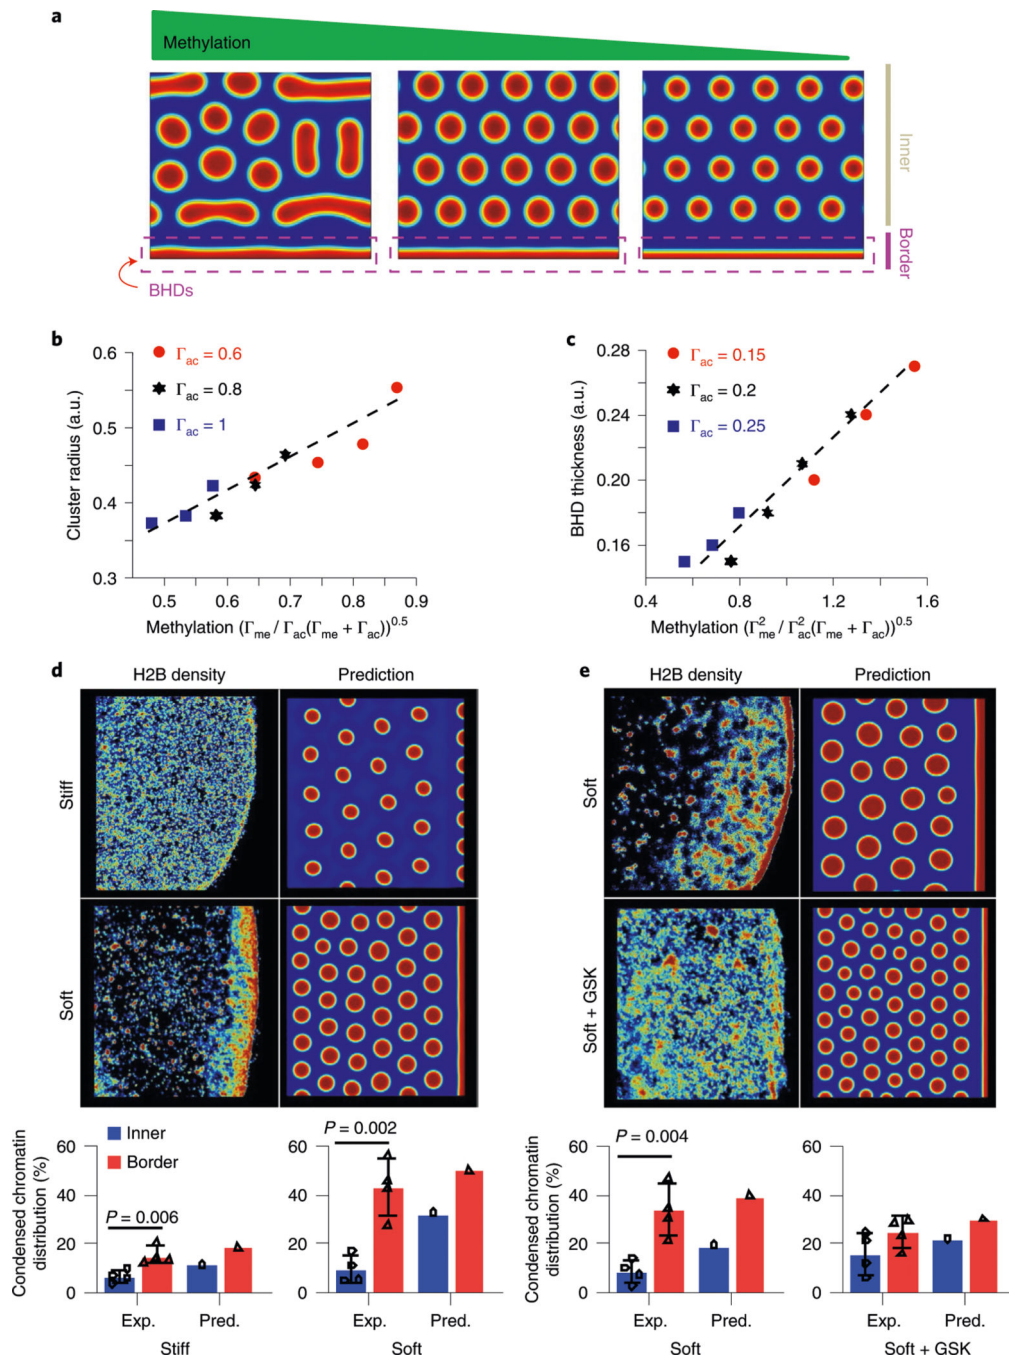 a
Methylation
Inner
Border
BHDs
b
Γac = 0.6
Γac = 0.8
Γac = 1
Cluster radius (a.u.)
0.6
0.5
0.4
0.3
0.5 0.6 0.7 0.8 0.9
Methylation (Γme / Γac(Γme + Γac))^0.5
c
Γac = 0.15
Γac = 0.2
Γac = 0.25
BHD thickness (a.u.)
0.28
0.24
0.20
0.16
0.4 0.8 1.2 1.6
Methylation (Γ²me / Γ²ac(Γme + Γac))^0.5
d
H2B density Prediction
Stiff
Soft
e
H2B density Prediction
Soft
Soft + GSK
Condensed chromatin
distribution (%)
60
40
20
0
Inner
Border
P = 0.006
Exp. Pred.
Stiff
60
40
20
0
P = 0.002
Exp. Pred.
Soft
Condensed chromatin
distribution (%)
60
40
20
0
P = 0.004
Exp. Pred.
Soft
60
40
20
0
Exp. Pred.
Soft + GSK